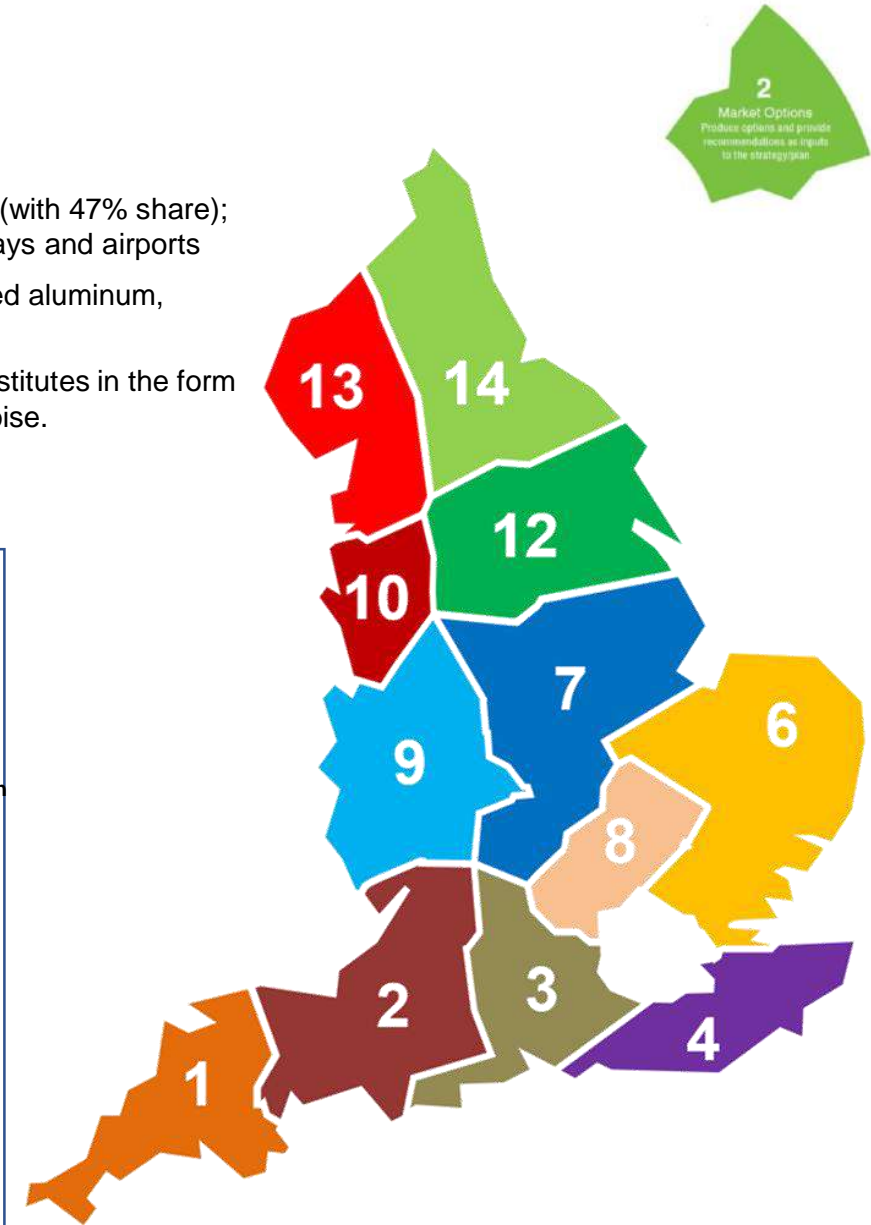 2
Market Options
Produce options and provide
recommendations as inputs
to the strategy/plan
(with 47% share);
ays and airports
ed aluminum,
stitutes in the form
oise.
13
14
12
10
7
6
9
8
2
3
4
1
n